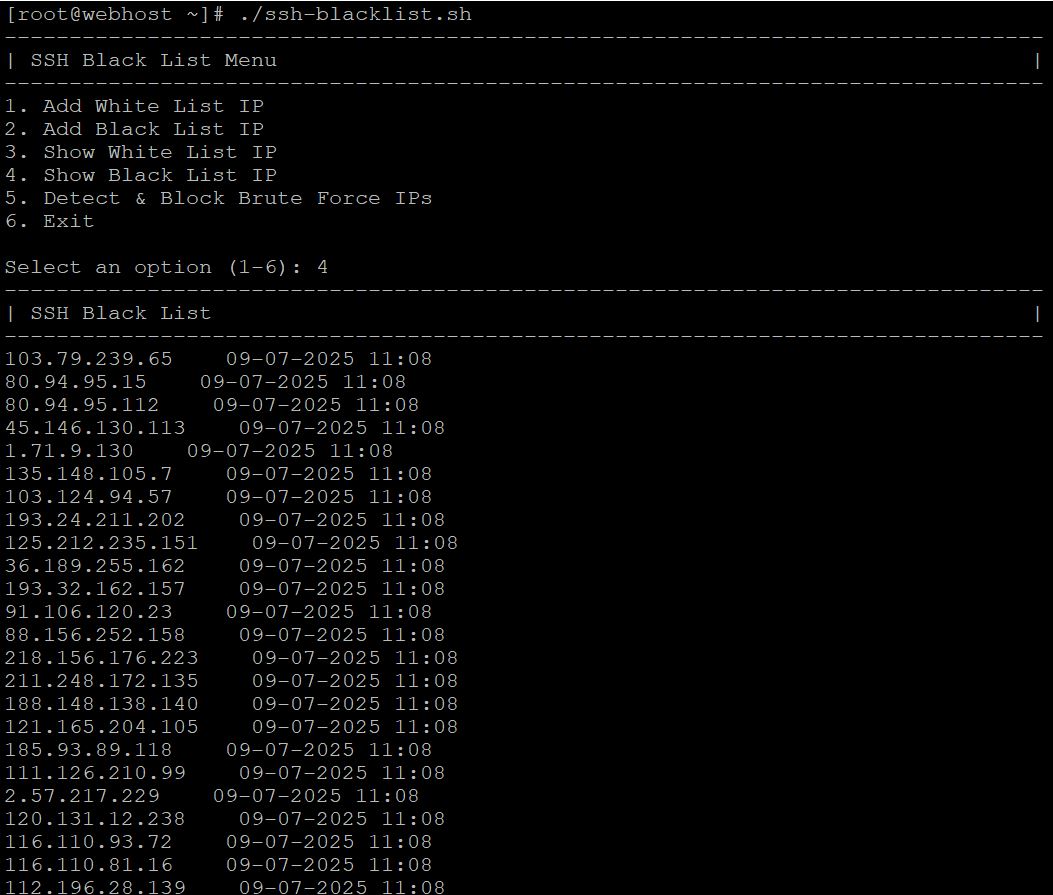 [root@webhost ~]# ./ssh-blacklist.sh
--------------------------------------------------------------------------------
| SSH Black List Menu                                                          |
--------------------------------------------------------------------------------
1. Add White List IP
2. Add Black List IP
3. Show White List IP
4. Show Black List IP
5. Detect & Block Brute Force IPs
6. Exit

Select an option (1-6): 4
--------------------------------------------------------------------------------
| SSH Black List                                                               |
--------------------------------------------------------------------------------
103.79.239.65    09-07-2025 11:08
80.94.95.15    09-07-2025 11:08
80.94.95.112    09-07-2025 11:08
45.146.130.113    09-07-2025 11:08
1.71.9.130    09-07-2025 11:08
135.148.105.7    09-07-2025 11:08
103.124.94.57    09-07-2025 11:08
193.24.211.202    09-07-2025 11:08
125.212.235.151    09-07-2025 11:08
36.189.255.162    09-07-2025 11:08
193.32.162.157    09-07-2025 11:08
91.106.120.23    09-07-2025 11:08
88.156.252.158    09-07-2025 11:08
218.156.176.223    09-07-2025 11:08
211.248.172.135    09-07-2025 11:08
188.148.138.140    09-07-2025 11:08
121.165.204.105    09-07-2025 11:08
185.93.89.118    09-07-2025 11:08
111.126.210.99    09-07-2025 11:08
2.57.217.229    09-07-2025 11:08
120.131.12.238    09-07-2025 11:08
116.110.93.72    09-07-2025 11:08
116.110.81.16    09-07-2025 11:08
112.196.28.139    09-07-2025 11:08